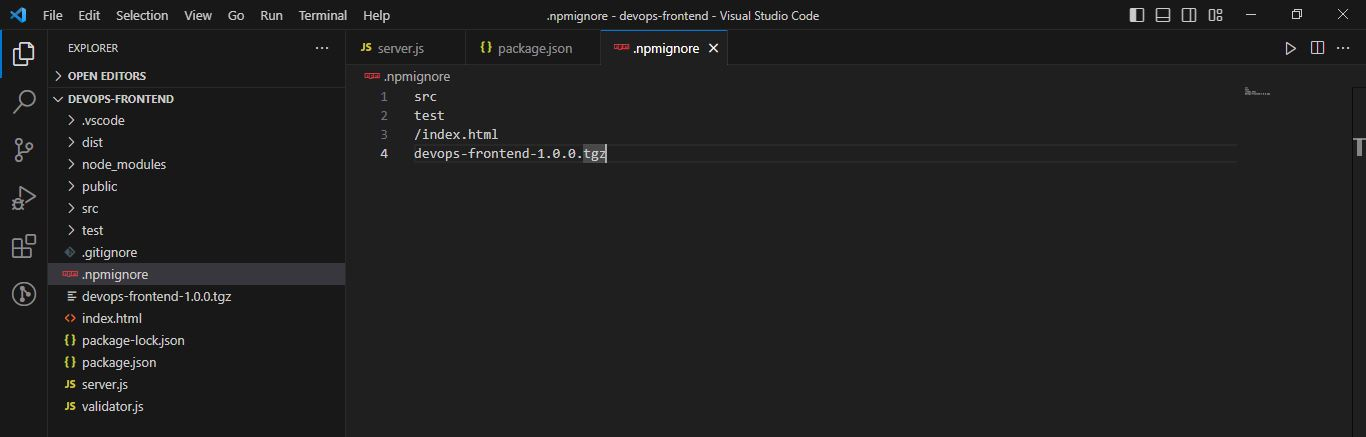 File Edit Selection View Go Run Terminal Help .npmignore - devops-frontend - Visual Studio Code
EXPLORER
OPEN EDITORS
DEVOPS-FRONTEND
.vscode
dist
node_modules
public
src
test
.gitignore
.npmignore
devops-frontend-1.0.0.tgz
index.html
package-lock.json
package.json
JS server.js
JS validator.js
JS server.js {} package.json .npmignore
.npmignore
1 src
2 test
3 /index.html
4 devops-frontend-1.0.0.tgz